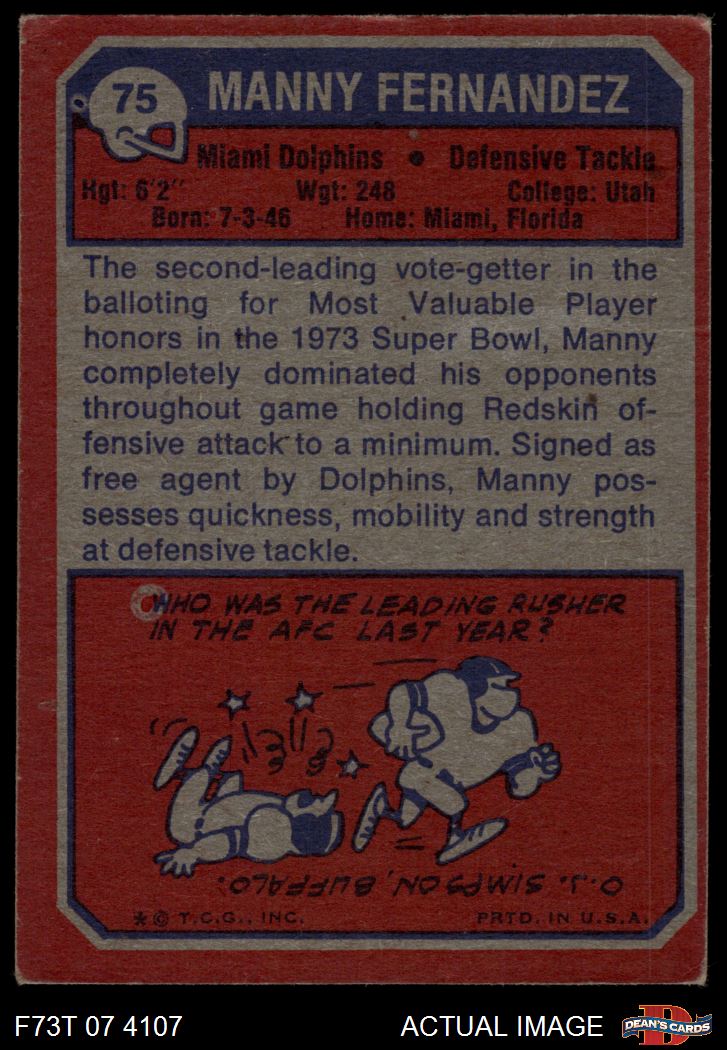 75
MANNY FERNANDEZ
Miami Dolphins • Defensive Tackle
Hgt: 6'2" Wgt: 248 College: Utah
Born: 7-3-46 Home: Miami, Florida
The second-leading vote-getter in the
balloting for Most Valuable Player
honors in the 1973 Super Bowl, Manny
completely dominated his opponents
throughout game holding Redskin of-
fensive attack to a minimum. Signed as
free agent by Dolphins, Manny pos-
sesses quickness, mobility and strength
at defensive tackle.
WHO WAS THE LEADING RUSHER
IN THE AFC LAST YEAR?
O.J. SIMPSON, BUFFALO.
* © T.C.G., INC. PRTD. IN U.S.A.
F73T 07 4107 ACTUAL IMAGE
D
DEAN'S CARDS